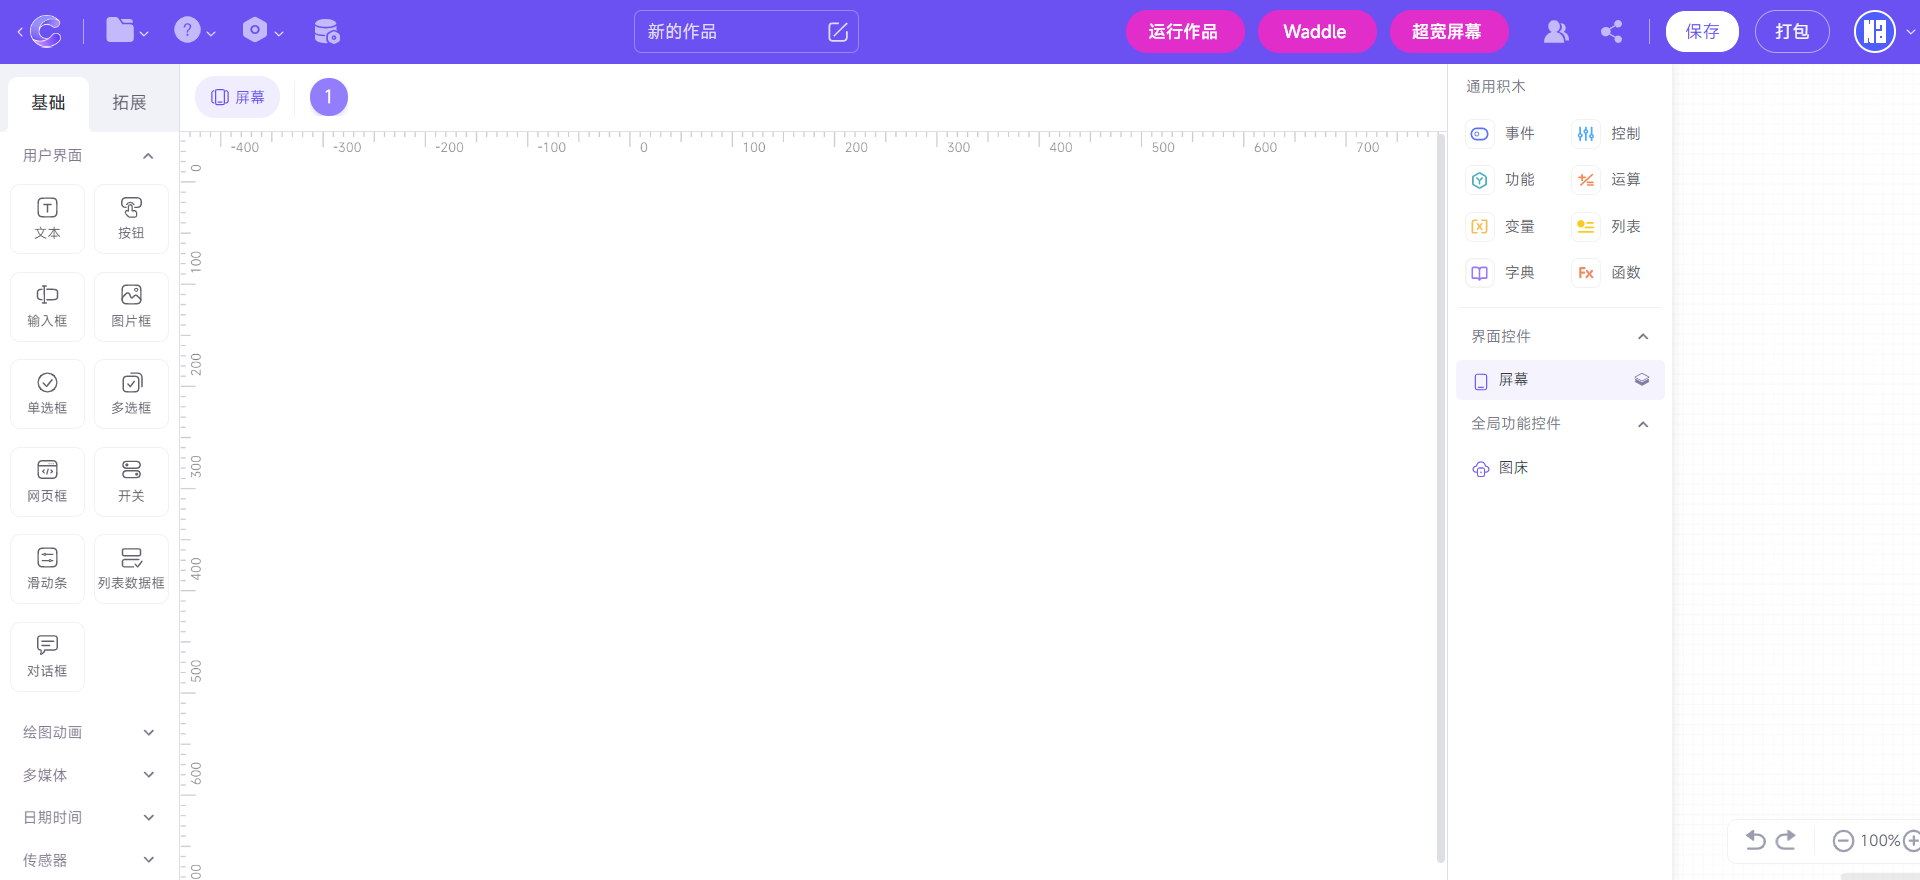 新的作品
运行作品
Waddle
超宽屏幕
保存
打包
基础
拓展
屏幕
1
用户界面
文本
按钮
输入框
图片框
单选框
多选框
网页框
开关
滑动条
列表数据框
对话框
绘图动画
多媒体
日期时间
传感器
-400 -300 -200 -100 0 100 200 300 400 500 600 700
0
100
200
300
400
500
600
通用积木
事件
控制
功能
运算
变量
列表
字典
Fx 函数
界面控件
屏幕
全局功能控件
图床
100%